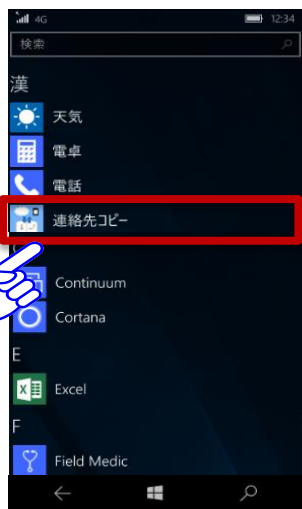 4G 12:34
検索
漢
天気
電卓
電話
連絡先コピー
Continuum
Cortana
E
Excel
F
Field Medic